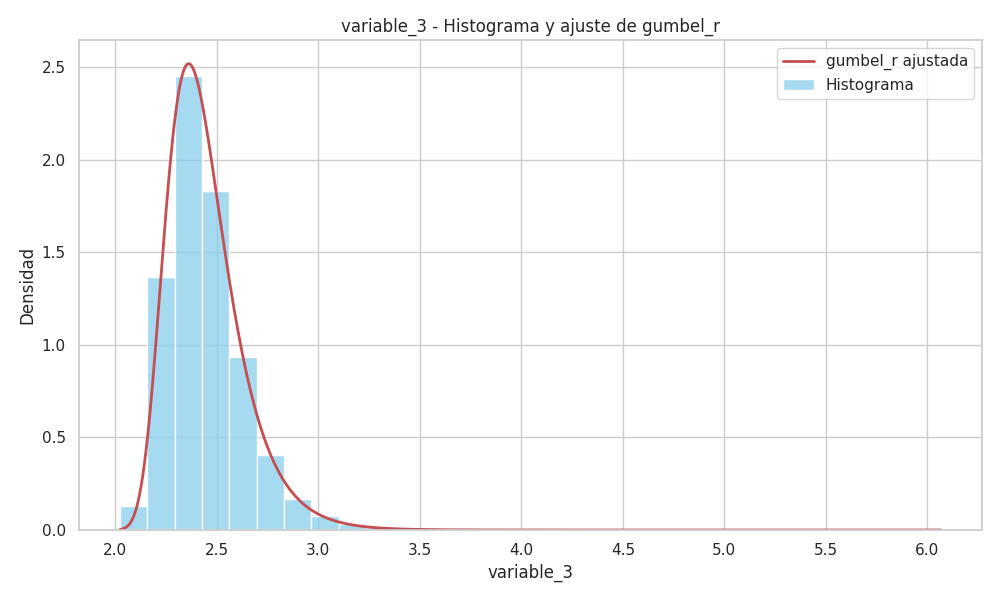 variable_3 - Histograma y ajuste de gumbel_r
gumbel_r ajustada
Histograma
Densidad
2.5
2.0
1.5
1.0
0.5
0.0
2.0 2.5 3.0 3.5 4.0 4.5 5.0 5.5 6.0
variable_3